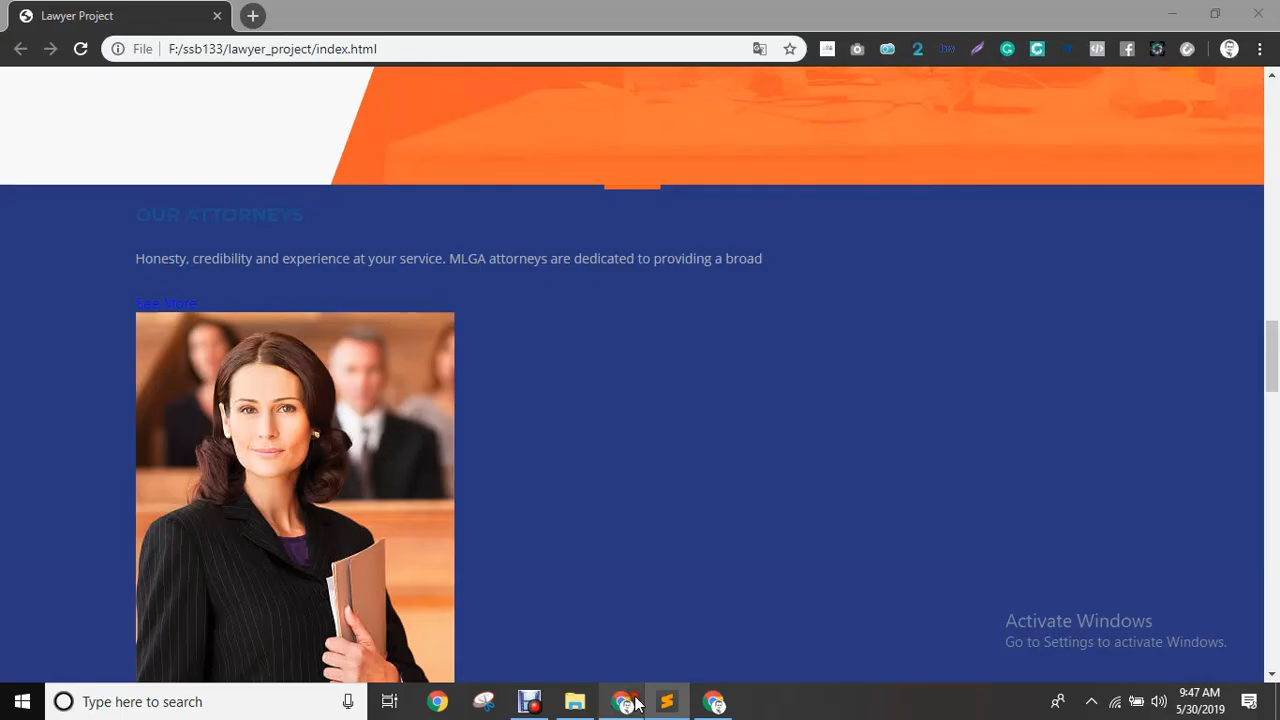 Lawyer Project
File F:/ssb133/lawyer_project/index.html
OUR ATTORNEYS
Honesty, credibility and experience at your service. MLGA attorneys are dedicated to providing a broad
See More
Activate Windows
Go to Settings to activate Windows.
Type here to search
9:47 AM
5/30/2019